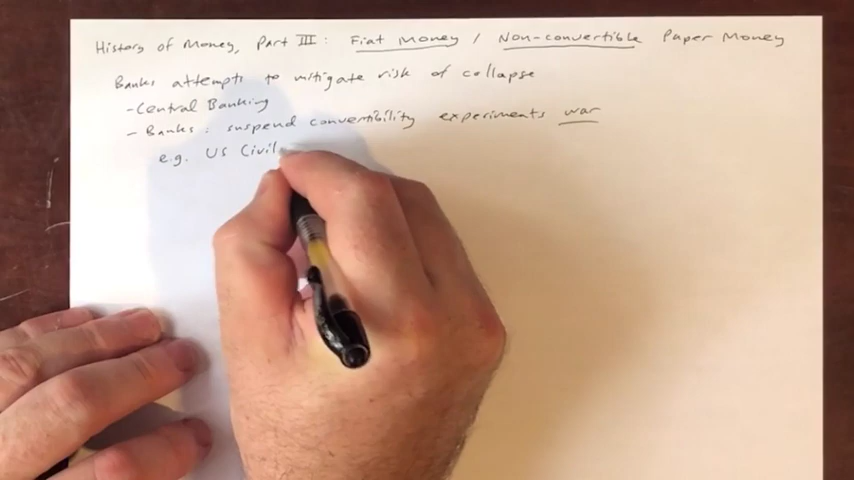 History of Money, Part III: Fiat Money / Non-convertible Paper Money
Banks attempts to mitigate risk of collapse
- Central Banking
- Banks: suspend convertibility experiments war
e.g. US Civil